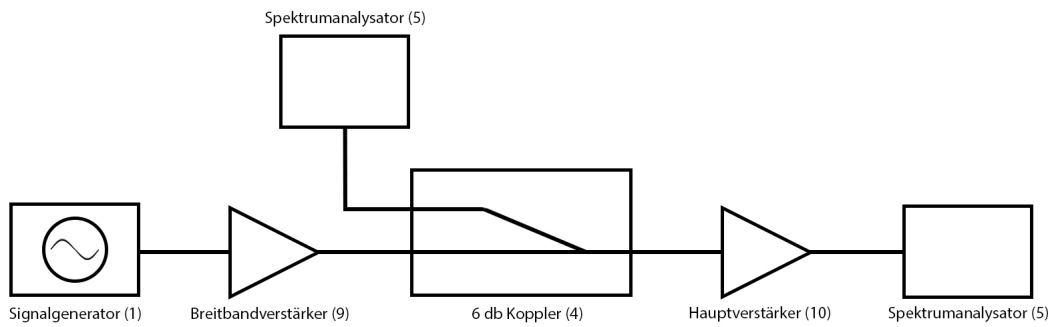 Spektrumanalysator (5)
Signalgenerator (1)
Breitbandverstärker (9)
6 db Koppler (4)
Hauptverstärker (10)
Spektrumanalysator (5)